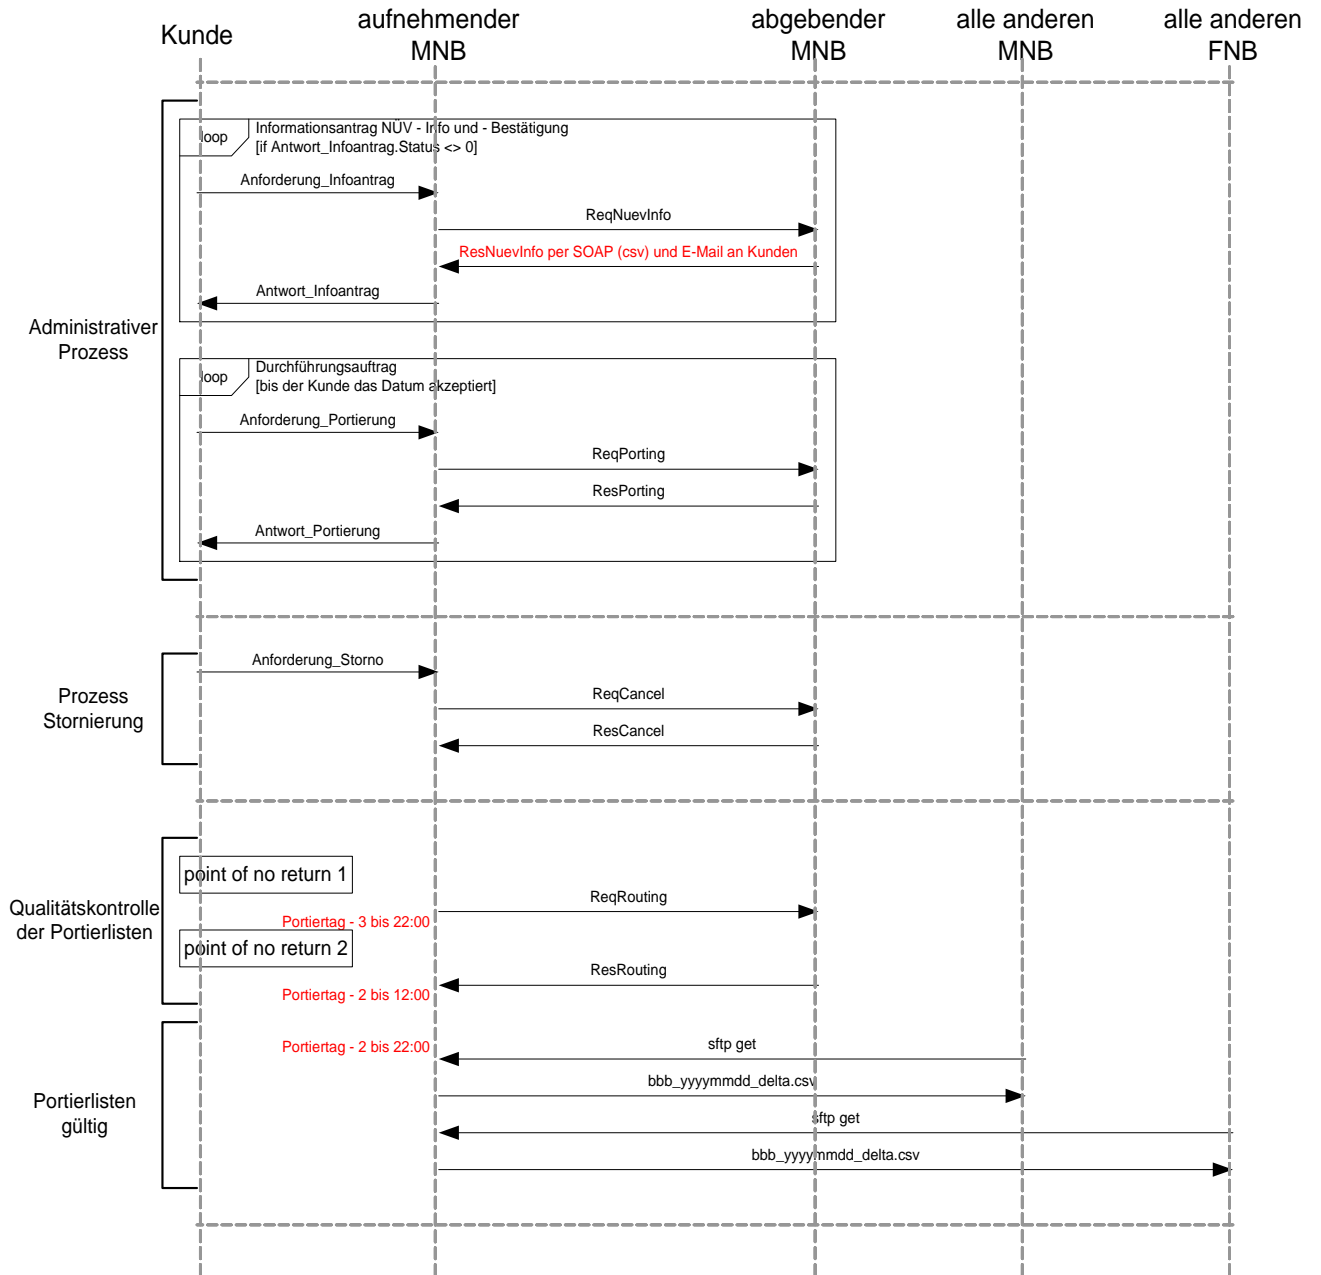 Kunde
aufnehmender
MNB
abgebender
MNB
alle anderen
MNB
alle anderen
FNB
loop
Informationsantrag NÜV - Info und - Bestätigung
[if Antwort_Infoantrag.Status <> 0]
Anforderung_Infoantrag
ReqNuevInfo
ResNuevInfo per SOAP (csv) und E-Mail an Kunden
Antwort_Infoantrag
Administrativer
Prozess
loop
Durchführungsauftrag
[bis der Kunde das Datum akzeptiert]
Anforderung_Portierung
ReqPorting
ResPorting
Antwort_Portierung
Anforderung_Storno
Prozess
Stornierung
ReqCancel
ResCancel
point of no return 1
Qualitätskontrolle
der Portierlisten
ReqRouting
Portiertag - 3 bis 22:00
point of no return 2
ResRouting
Portiertag - 2 bis 12:00
Portiertag - 2 bis 22:00
sftp get
bbb_yyyymmdd_delta.csv
Portierlisten
gültig
sftp get
bbb_yyyymmdd_delta.csv